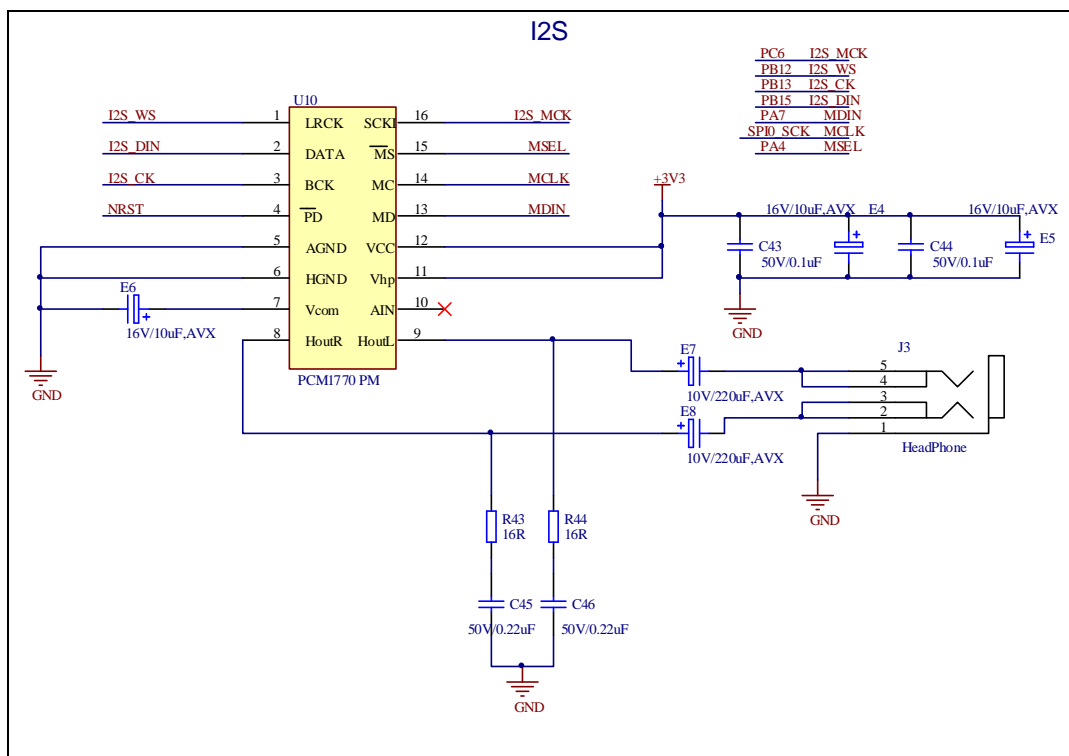 I2S
PC6 I2S_MCK
PB12 I2S_WS
PB13 I2S_CK
PB15 I2S_DIN
PA7 MDIN
SPI0_SCK MCLK
PA4 MSEL
U10
I2S_WS 1 LRCK SCKI 16 I2S_MCK
I2S_DIN 2 DATA MS 15 MSEL
I2S_CK 3 BCK MC 14 MCLK
NRST 4 PD MD 13 MDIN
5 AGND VCC 12
6 HGND Vhp 11
7 Vcom AIN 10
8 HoutR HoutL 9
PCM1770 PM
E6
16V/10uF,AVX
GND
+3V3
16V/10uF,AVX E4 16V/10uF,AVX
C43 C44 E5
50V/0.1uF 50V/0.1uF
GND
E7
10V/220uF,AVX
E8
10V/220uF,AVX
J3
5
4
3
2
1
HeadPhone
GND
R43 R44
16R 16R
C45 C46
50V/0.22uF 50V/0.22uF
GND